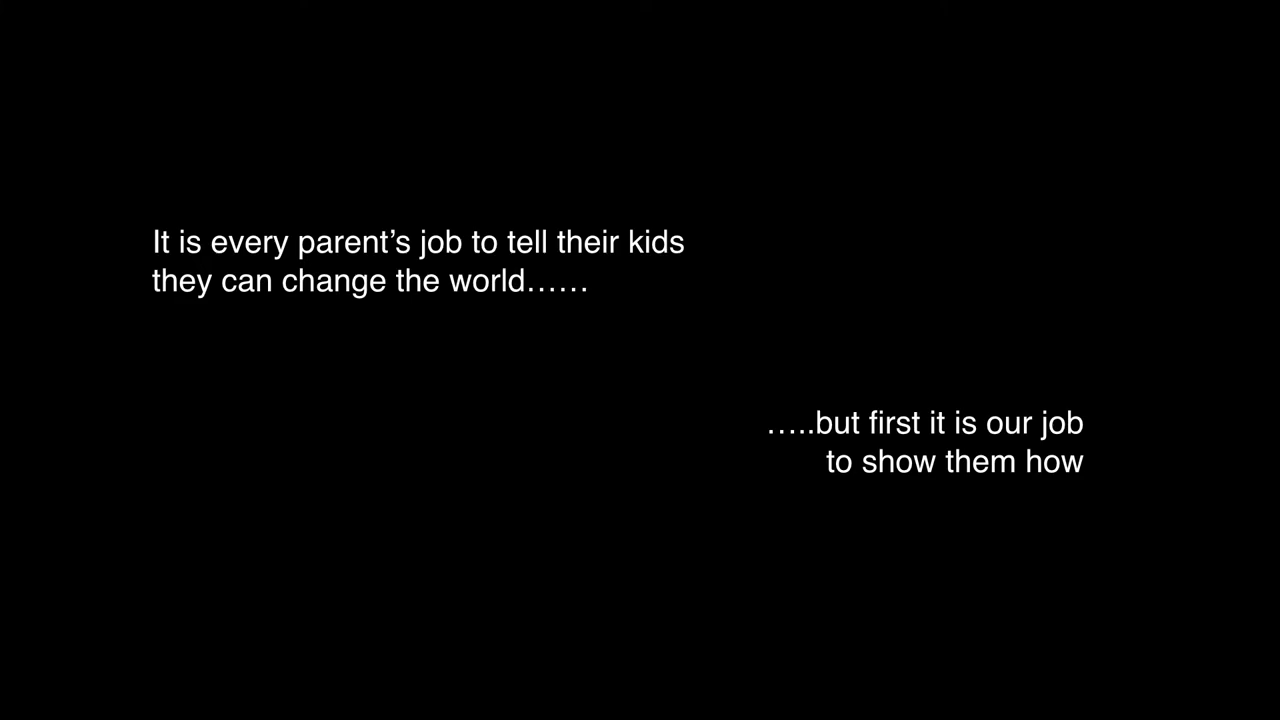 It is every parent’s job to tell their kids
they can change the world……
…..but first it is our job
to show them how